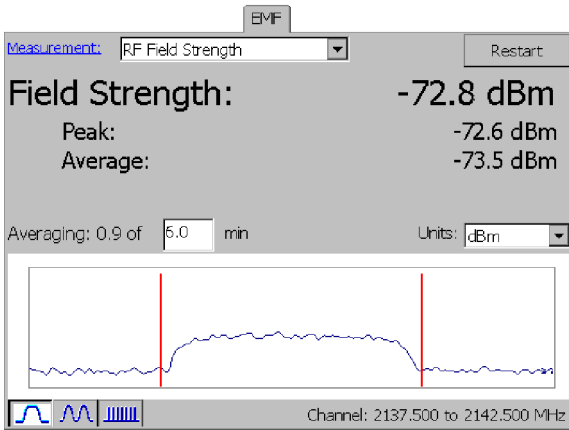 EMF
Measurement: RF Field Strength Restart
Field Strength: -72.8 dBm
Peak: -72.6 dBm
Average: -73.5 dBm
Averaging: 0.9 of 6.0 min Units: dBm
Channel: 2137.500 to 2142.500 MHz